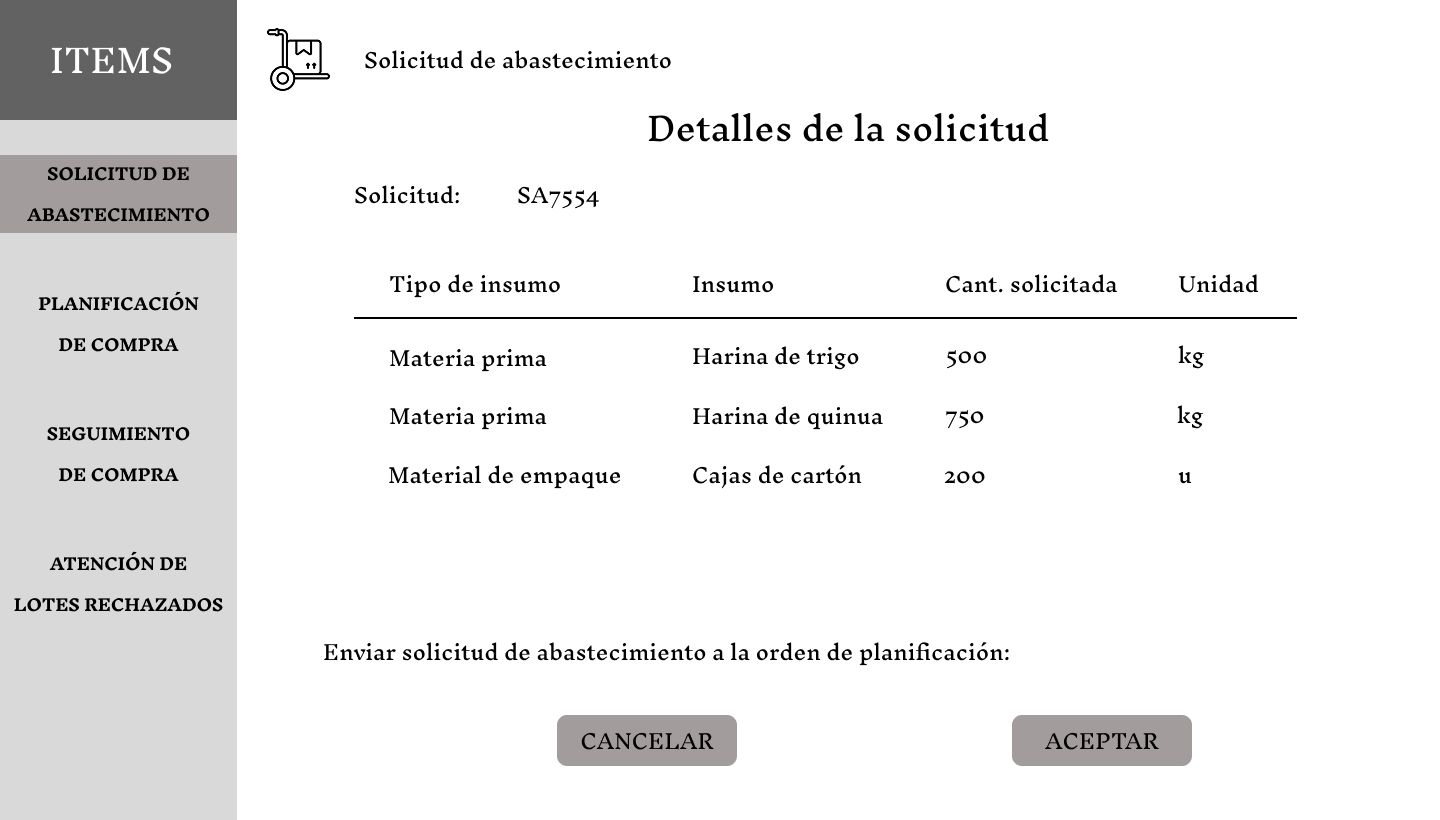 ITEMS
SOLICITUD DE
ABASTECIMIENTO
PLANIFICACIÓN
DE COMPRA
SEGUIMIENTO
DE COMPRA
ATENCIÓN DE
LOTES RECHAZADOS
Solicitud de abastecimiento
Detalles de la solicitud
Solicitud: SA7554
Tipo de insumo Insumo Cant. solicitada Unidad
Materia prima Harina de trigo 500 kg
Materia prima Harina de quinua 750 kg
Material de empaque Cajas de cartón 200 u
Enviar solicitud de abastecimiento a la orden de planificación:
CANCELAR ACEPTAR